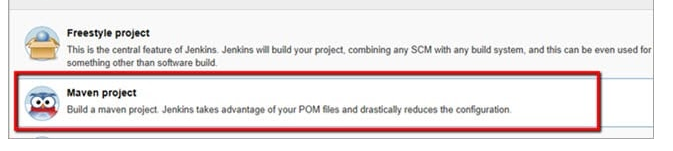 Freestyle project
This is the central feature of Jenkins. Jenkins will build your project, combining any SCM with any build system, and this can be even used for
something other than software build.
Maven project
Build a maven project. Jenkins takes advantage of your POM files and drastically reduces the configuration.